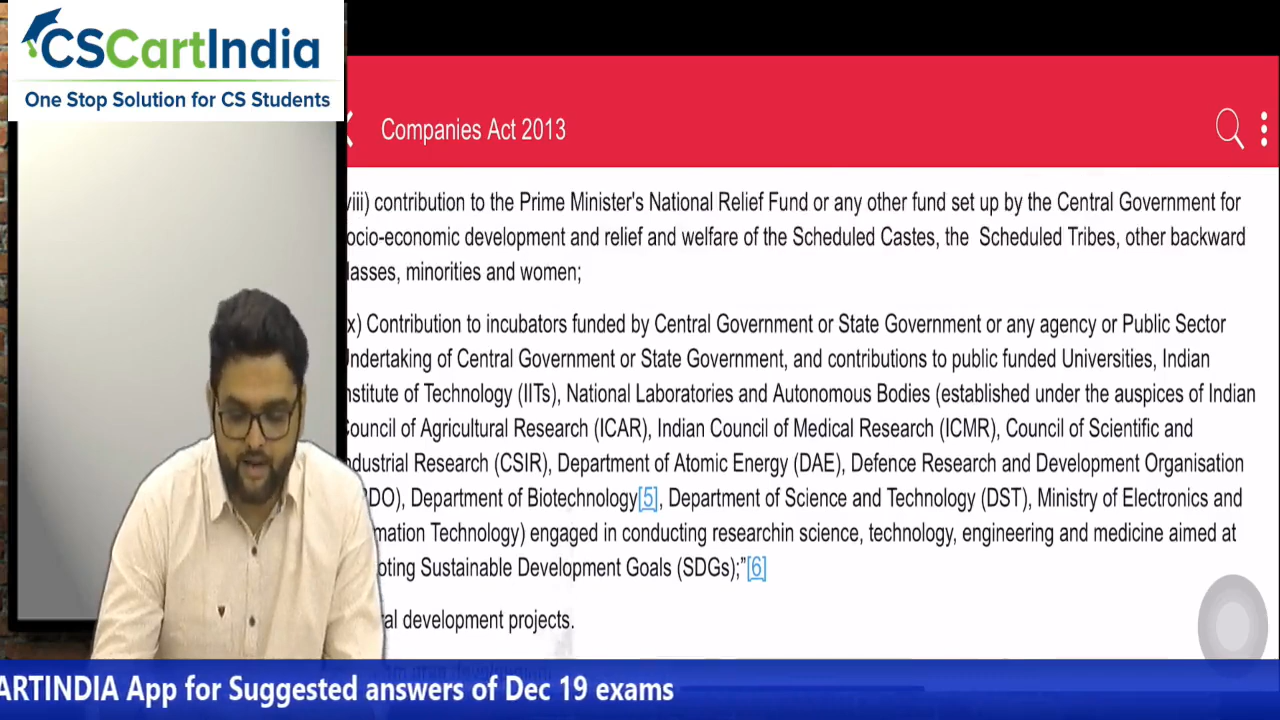 CSCartIndia
One Stop Solution for CS Students
Companies Act 2013
viii) contribution to the Prime Minister's National Relief Fund or any other fund set up by the Central Government for
ocio-economic development and relief and welfare of the Scheduled Castes, the Scheduled Tribes, other backward
lasses, minorities and women;
x) Contribution to incubators funded by Central Government or State Government or any agency or Public Sector
ndertaking of Central Government or State Government, and contributions to public funded Universities, Indian
nstitute of Technology (IITs), National Laboratories and Autonomous Bodies (established under the auspices of Indian
ouncil of Agricultural Research (ICAR), Indian Council of Medical Research (ICMR), Council of Scientific and
ndustrial Research (CSIR), Department of Atomic Energy (DAE), Defence Research and Development Organisation
DO), Department of Biotechnology[5], Department of Science and Technology (DST), Ministry of Electronics and
mation Technology) engaged in conducting researchin science, technology, engineering and medicine aimed at
oting Sustainable Development Goals (SDGs);”[6]
al development projects.
ARTINDIA App for Suggested answers of Dec 19 exams